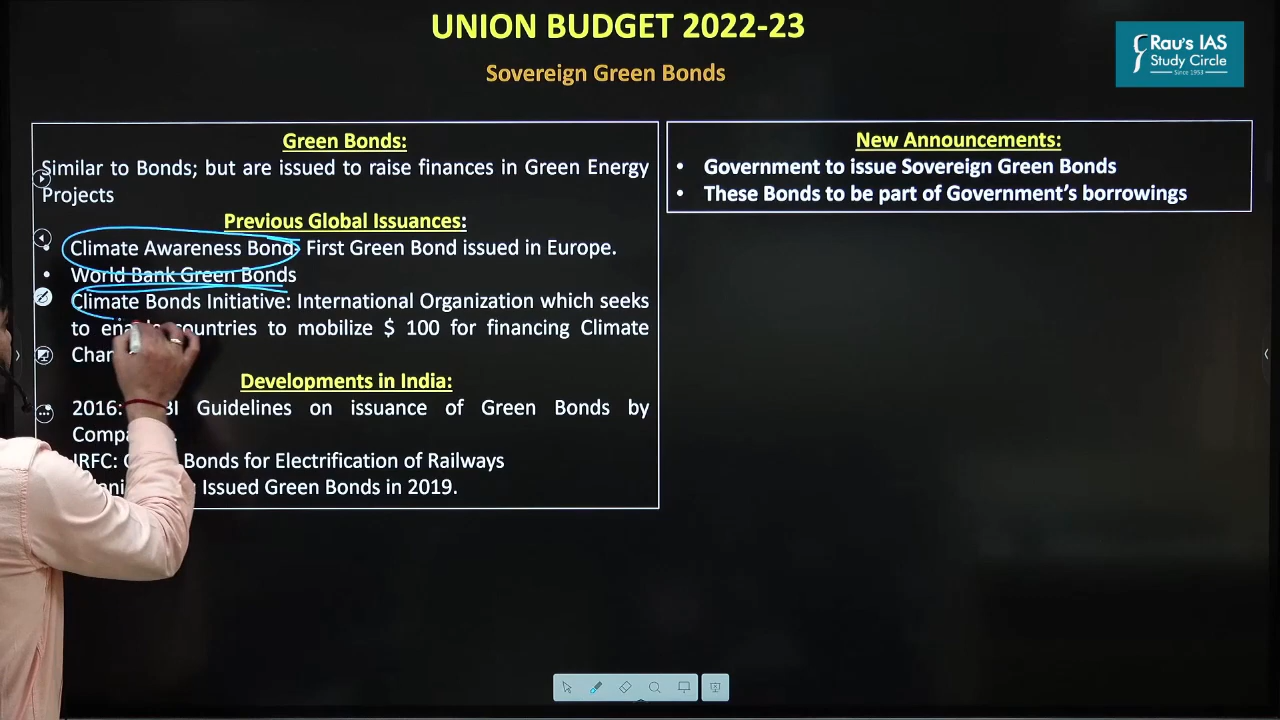 UNION BUDGET 2022-23
Sovereign Green Bonds
Rau's IAS
Study Circle
Since 1953
Green Bonds:
Similar to Bonds; but are issued to raise finances in Green Energy
Projects
Previous Global Issuances:
• Climate Awareness Bond- First Green Bond issued in Europe.
• World Bank Green Bonds
Climate Bonds Initiative: International Organization which seeks
to countries to mobilize $ 100 for financing Climate
Developments in India:
2016: Guidelines on issuance of Green Bonds by
IRFC: Bonds for Electrification of Railways
Issued Green Bonds in 2019.
New Announcements:
• Government to issue Sovereign Green Bonds
• These Bonds to be part of Government's borrowings